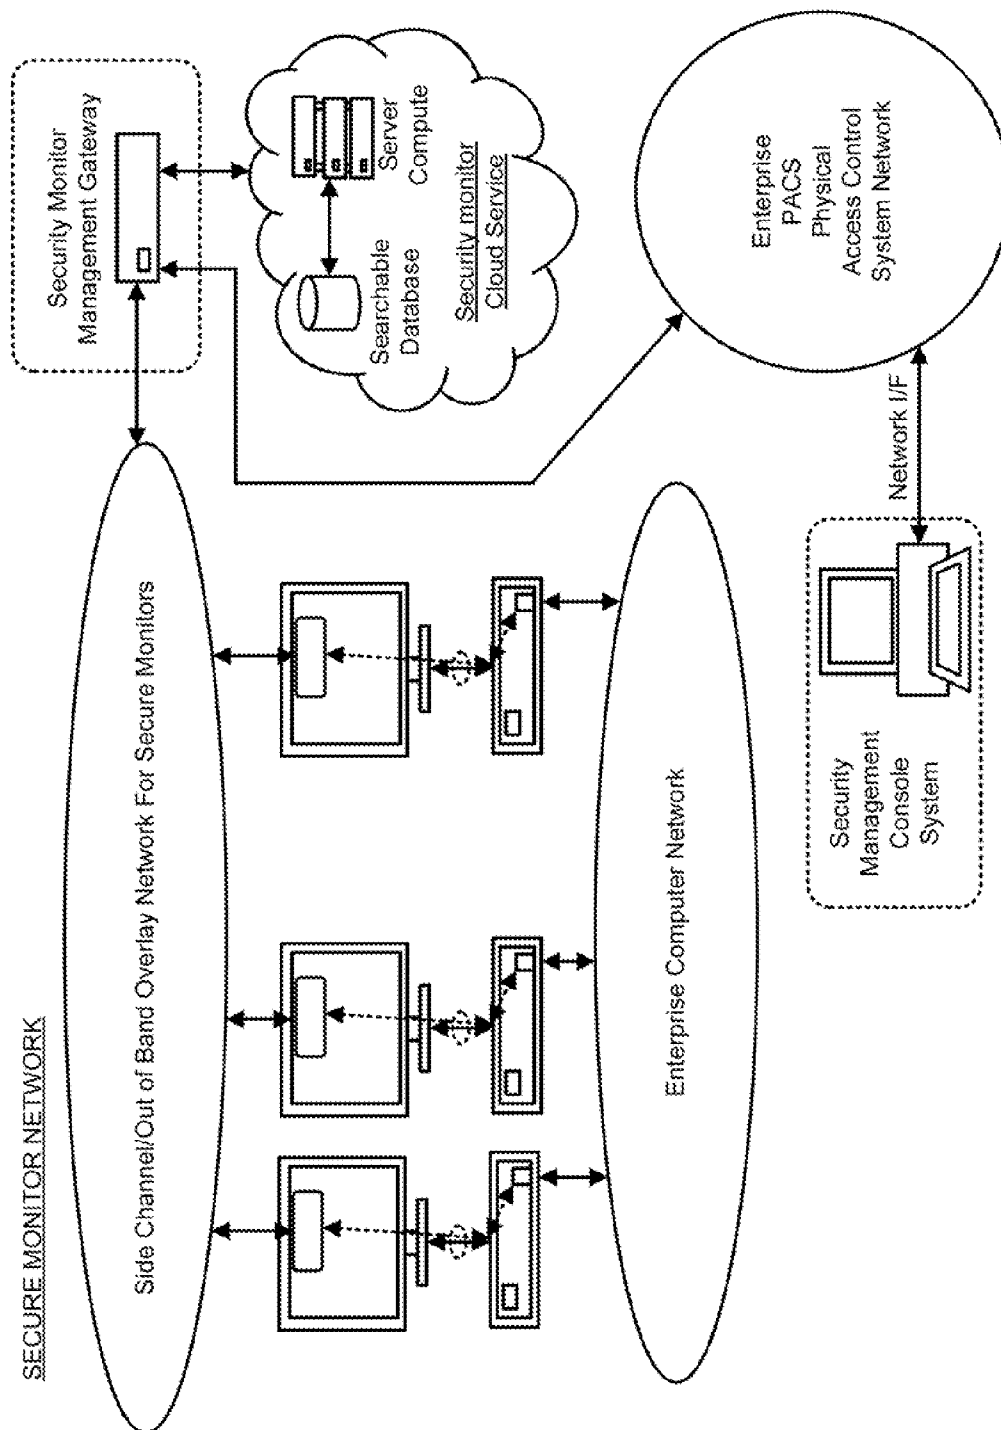 SECURE MONITOR NETWORK
Side Channel/Out of Band Overlay Network For Secure Monitors
Security Monitor
Management Gateway
Searchable
Database
Server
Compute
Security monitor
Cloud Service
Enterprise Computer Network
Security
Management
Console
System
Network I/F
Enterprise
PACS
Physical
Access Control
System Network